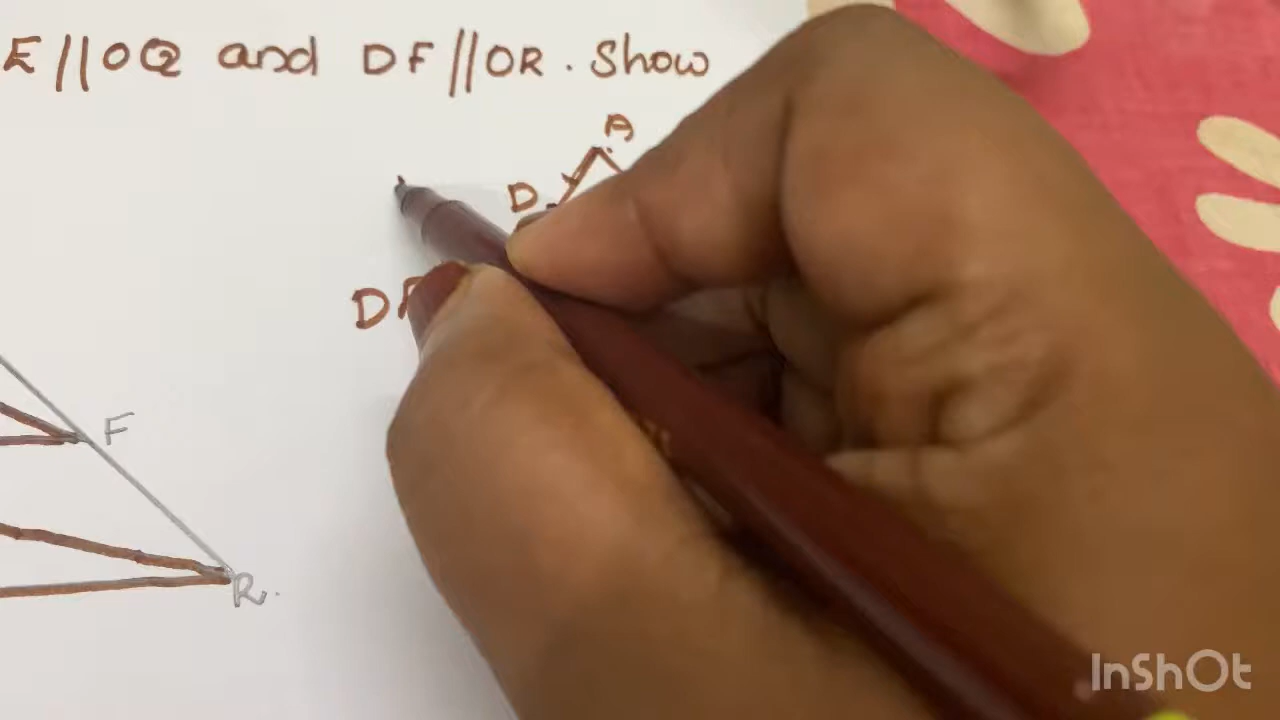 E//OQ and DF//OR. Show
A
D
D
F
R.
InShOt